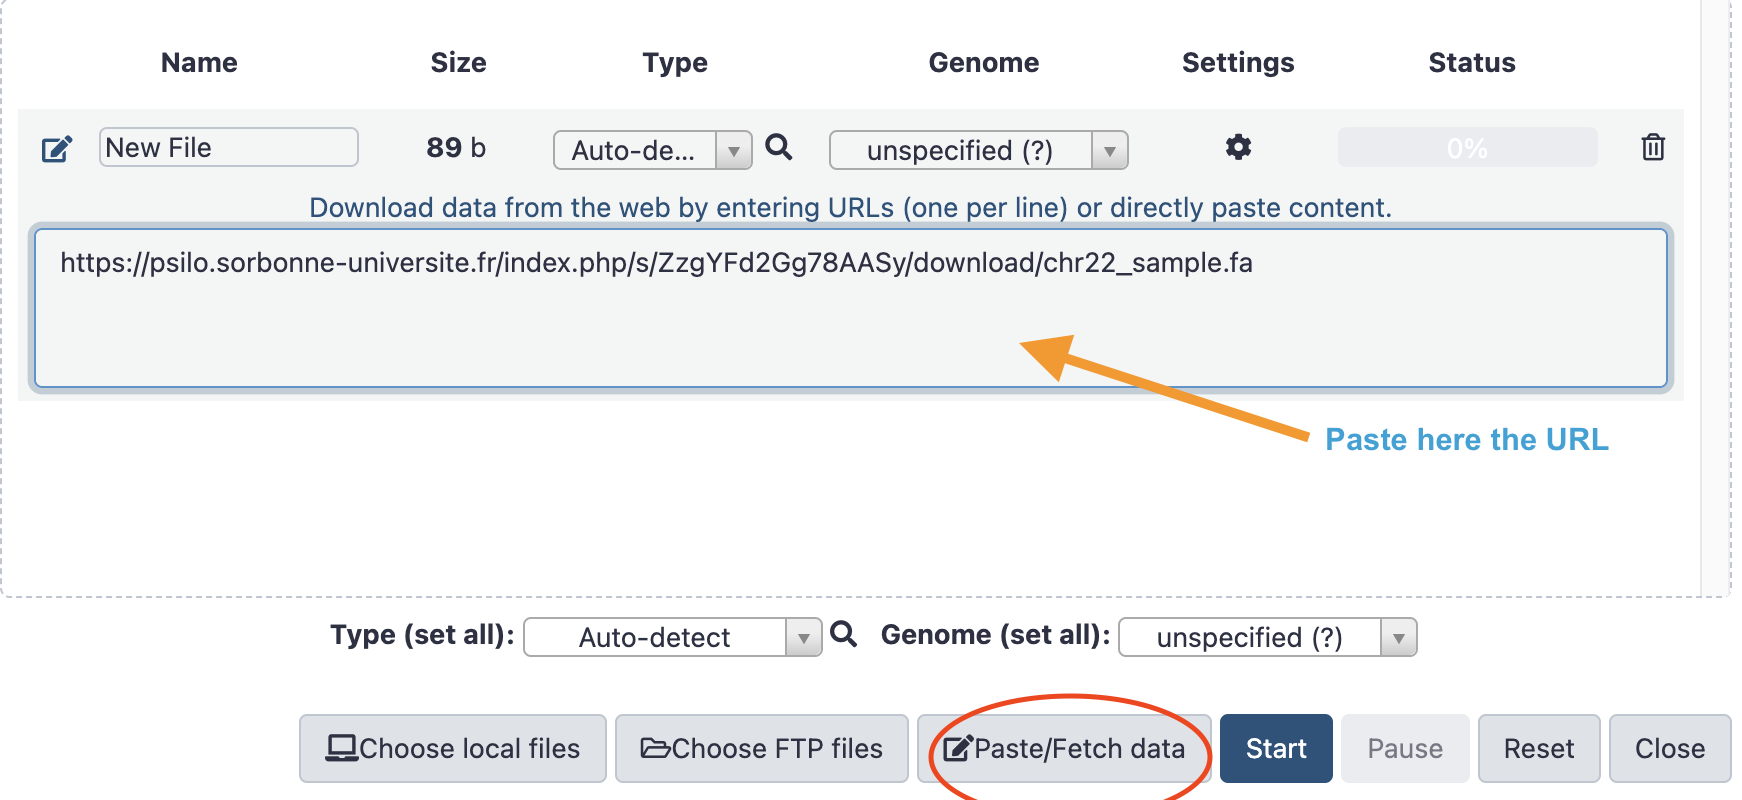 Name Size Type Genome Settings Status
New File 89 b Auto-de... unspecified (?) 0%
Download data from the web by entering URLs (one per line) or directly paste content.
https://psilo.sorbonne-universite.fr/index.php/s/ZzgYFd2Gg78AASy/download/chr22_sample.fa
Paste here the URL
Type (set all): Auto-detect Genome (set all): unspecified (?)
Choose local files Choose FTP files Paste/Fetch data Start Pause Reset Close